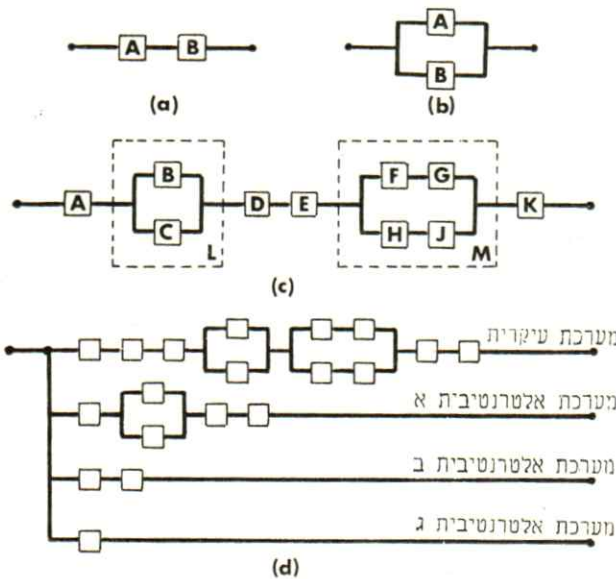 A B
(a)
A
B
(b)
A B C D E F G H J K
L M
(c)
מערכת עיקרית
מערכת אלטרנטיבית א
מערכת אלטרנטיבית ב
מערכת אלטרנטיבית ג
(d)